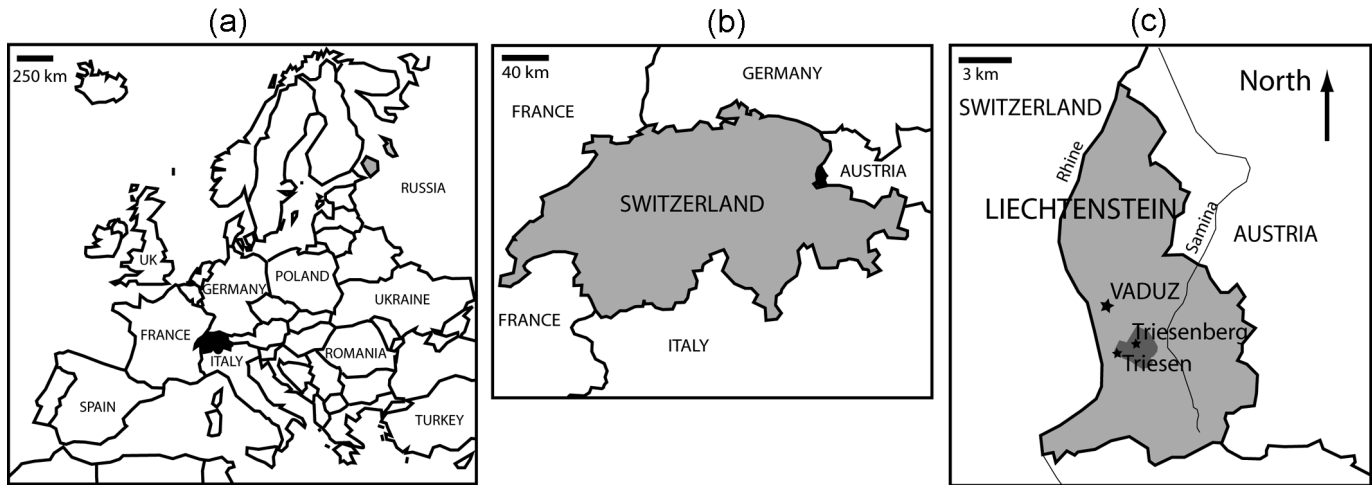 (a)
250 km
RUSSIA
UK
POLAND
GERMANY
UKRAINE
FRANCE
ROMANIA
ITALY
SPAIN
TURKEY
(b)
40 km
GERMANY
FRANCE
AUSTRIA
SWITZERLAND
FRANCE
ITALY
(c)
3 km
North
SWITZERLAND
Rhine
LIECHTENSTEIN
Samina
AUSTRIA
VADUZ
Triesenberg
Triesen